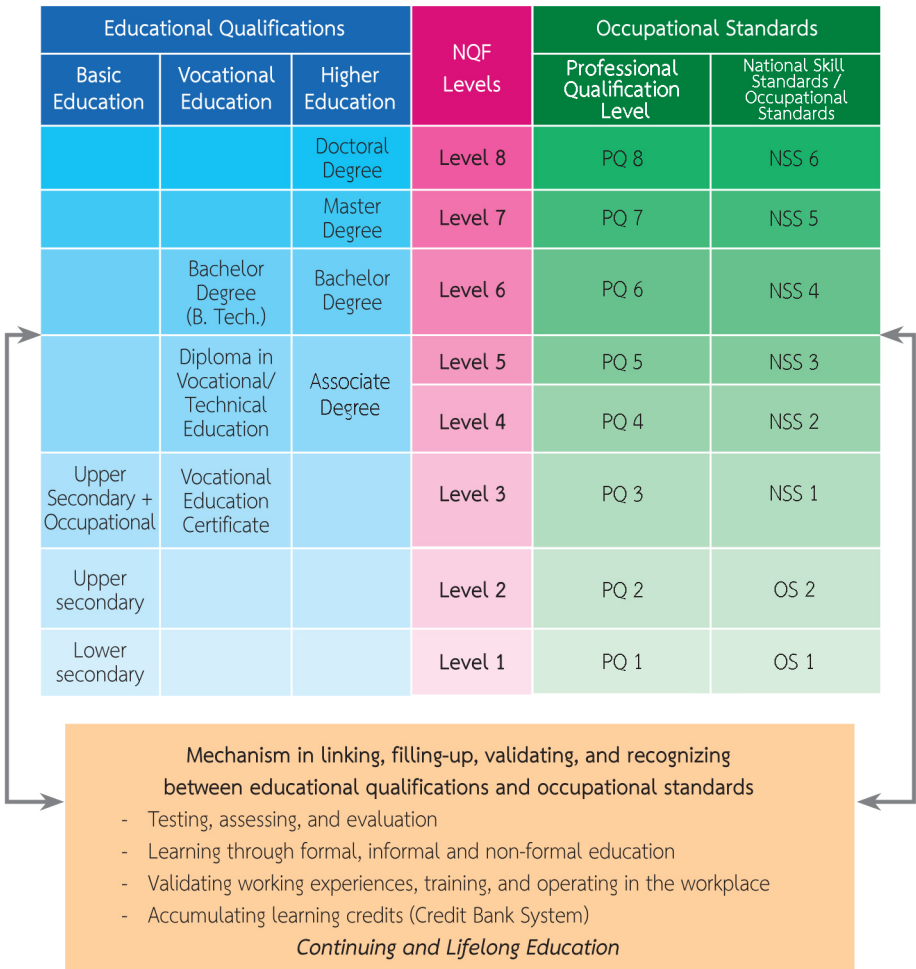 Educational Qualifications
NQF
Levels
Occupational Standards
Basic
Education
Vocational
Education
Higher
Education
Professional
Qualification
Level
National Skill
Standards /
Occupational
Standards
Doctoral
Degree
Level 8
PQ 8
NSS 6
Master
Degree
Level 7
PQ 7
NSS 5
Bachelor
Degree
(B. Tech.)
Bachelor
Degree
Level 6
PQ 6
NSS 4
Diploma in
Vocational/
Technical
Education
Associate
Degree
Level 5
PQ 5
NSS 3
Level 4
PQ 4
NSS 2
Upper
Secondary +
Occupational
Vocational
Education
Certificate
Level 3
PQ 3
NSS 1
Upper
secondary
Level 2
PQ 2
OS 2
Lower
secondary
Level 1
PQ 1
OS 1
Mechanism in linking, filling-up, validating, and recognizing
between educational qualifications and occupational standards
- Testing, assessing, and evaluation
- Learning through formal, informal and non-formal education
- Validating working experiences, training, and operating in the workplace
- Accumulating learning credits (Credit Bank System)
Continuing and Lifelong Education